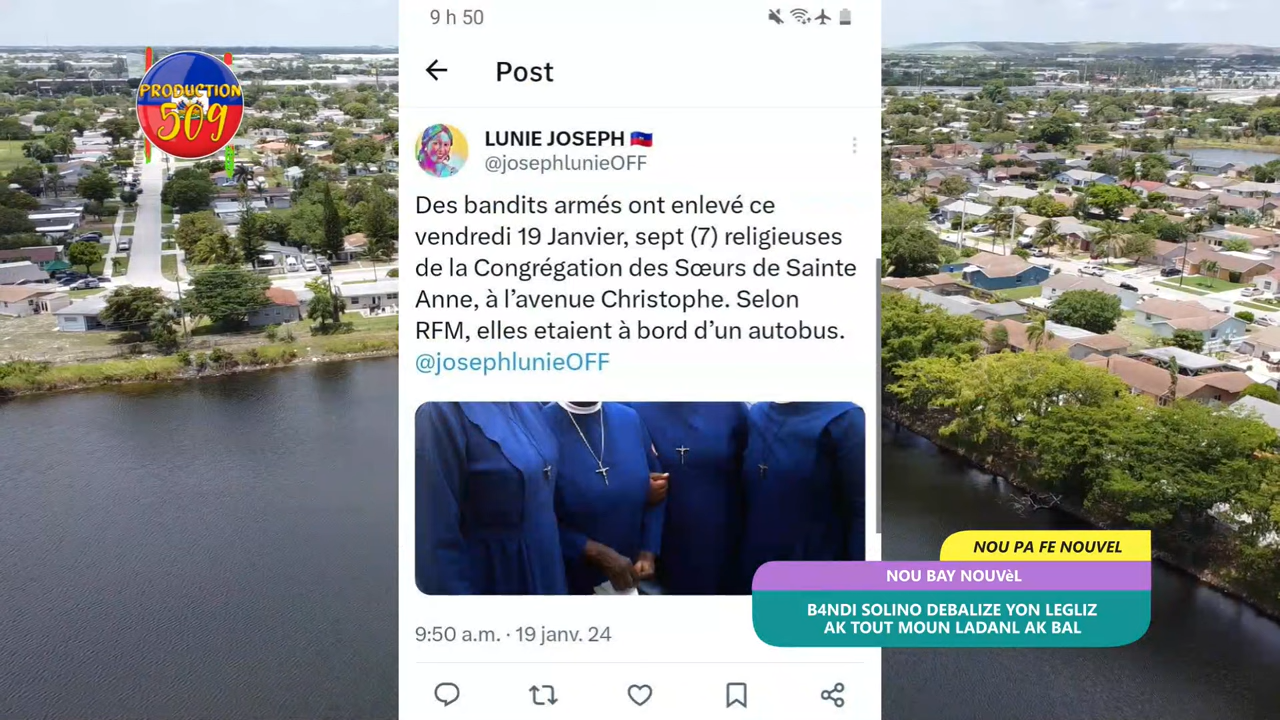 PRODUCTION
509
9 h 50
Post
LUNIE JOSEPH 🇭🇹
@josephlunieOFF
Des bandits armés ont enlevé ce
vendredi 19 Janvier, sept (7) religieuses
de la Congrégation des Sœurs de Sainte
Anne, à l’avenue Christophe. Selon
RFM, elles etaient à bord d’un autobus.
@josephlunieOFF
9:50 a.m. · 19 janv. 24
NOU PA FE NOUVEL
NOU BAY NOUVèL
B4NDI SOLINO DEBALIZE YON LEGLIZ
AK TOUT MOUN LADANL AK BAL